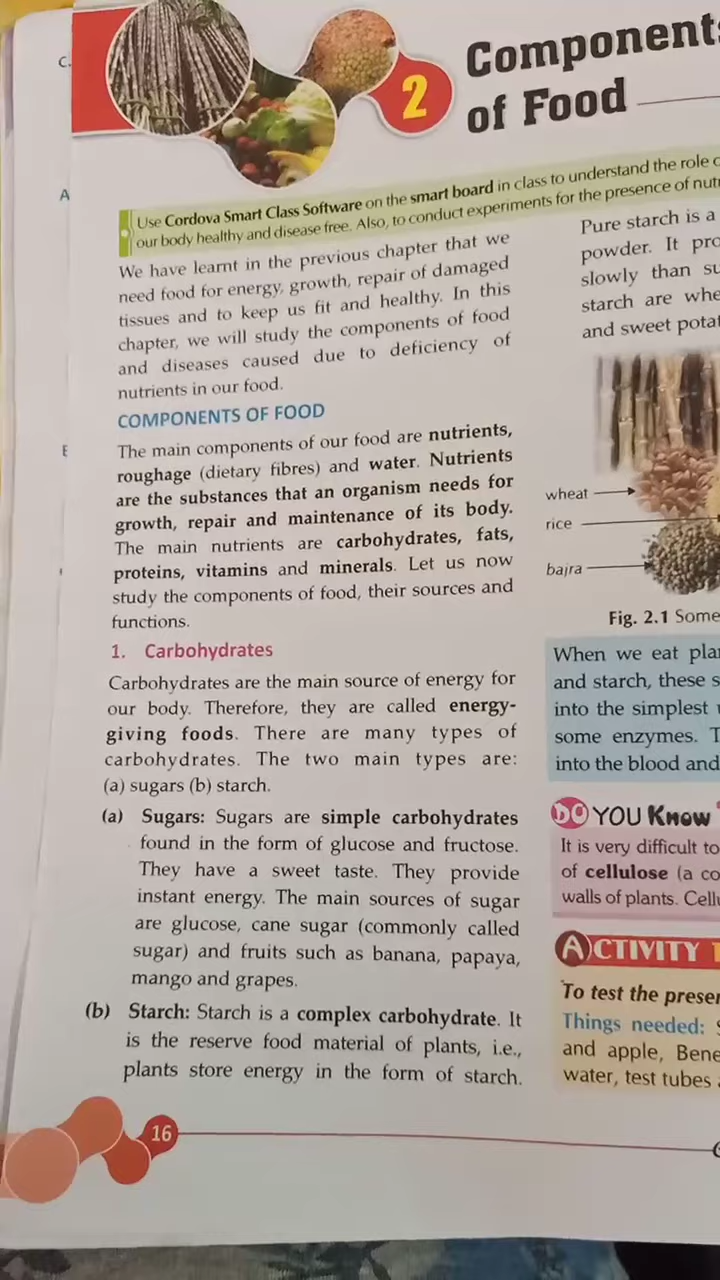 C.
A
E
2
Components
of Food
Use Cordova Smart Class Software on the smart board in class to understand the role
our body healthy and disease free. Also, to conduct experiments for the presence of
We have learnt in the previous chapter that we
need food for energy, growth, repair of damaged
tissues and to keep us fit and healthy. In this
chapter, we will study the components of food
and diseases caused due to deficiency of
nutrients in our food.
COMPONENTS OF FOOD
The main components of our food are nutrients,
roughage (dietary fibres) and water. Nutrients
are the substances that an organism needs for
growth, repair and maintenance of its body.
The main nutrients are carbohydrates, fats,
proteins, vitamins and minerals. Let us now
study the components of food, their sources and
functions.
1. Carbohydrates
Carbohydrates are the main source of energy for
our body. Therefore, they are called energy-
giving foods. There are many types of
carbohydrates. The two main types are:
(a) sugars (b) starch.
(a) Sugars: Sugars are simple carbohydrates
found in the form of glucose and fructose.
They have a sweet taste. They provide
instant energy. The main sources of sugar
are glucose, cane sugar (commonly called
sugar) and fruits such as banana, papaya,
mango and grapes.
(b) Starch: Starch is a complex carbohydrate. It
is the reserve food material of plants, i.e.,
plants store energy in the form of starch.
Pure starch is a
powder. It
slowly than
starch are
and sweet
wheat
rice
bajra
Fig. 2.1 Some
When we eat
and starch, these
into the simplest
some enzymes.
into the blood and
DO YOU KNOW
It is very difficult to
of cellulose (a
walls of plants.
ACTIVITY 1
To test the
Things needed:
and apple,
water, test tubes
16